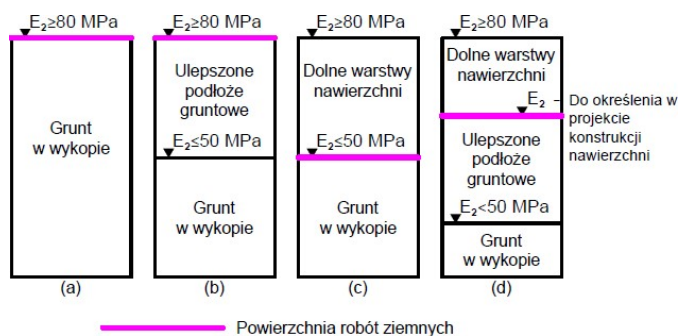 E₂≥80 MPa
Grunt
w wykopie
(a)
E₂≥80 MPa
Ulepszone
podłoże
gruntowe
E₂≤50 MPa
Grunt
w wykopie
(b)
E₂≥80 MPa
Dolne warstwy
nawierzchni
E₂≤50 MPa
Grunt
w wykopie
(c)
E₂≥80 MPa
Dolne warstwy
nawierzchni
E₂ – Do określenia w
projekcie
konstrukcji
nawierzchni
Ulepszone
podłoże
gruntowe
E₂<50 MPa
Grunt
w wykopie
(d)
Powierzchnia robót ziemnych